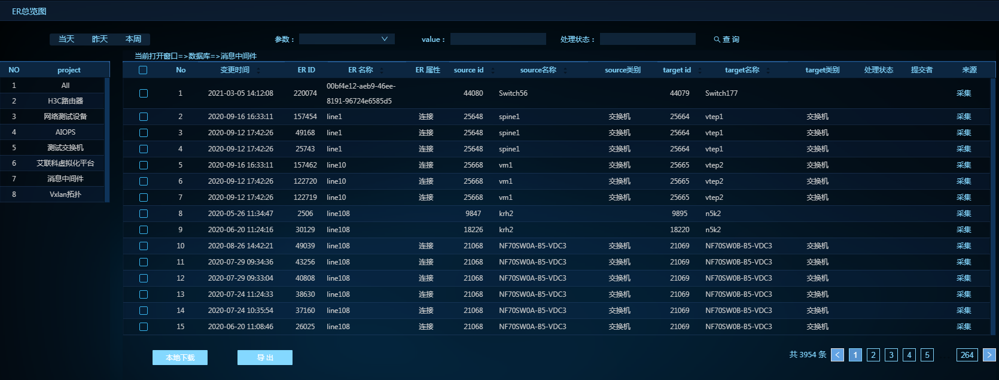 ER总览图
当天 昨天 本周 参数： value： 处理状态： 查 询
当前打开窗口=>数据库=>消息中间件
NO project
1 All
2 H3C路由器
3 网络测试设备
4 AIOPS
5 测试交换机
6 艾联科虚拟化平台
7 消息中间件
8 Vxlan拓扑
No 变更时间 ER ID ER 名称 ER 属性 source id source名称 source类别 target id target名称 target类别 处理状态 提交者 来源
1 2021-03-05 14:12:08 220074 00bf4e12-aeb9-46ee-8191-96724e6585d5 44080 Switch56 44079 Switch177 采集
2 2020-09-16 16:33:11 157454 line1 连接 25648 spine1 交换机 25664 vtep1 交换机 采集
3 2020-09-12 17:42:26 49168 line1 连接 25648 spine1 交换机 25664 vtep1 交换机 采集
4 2020-09-12 17:42:26 25743 line1 连接 25648 spine1 交换机 25664 vtep1 交换机 采集
5 2020-09-16 16:33:11 157462 line10 连接 25668 vm1 交换机 25665 vtep2 交换机 采集
6 2020-09-12 17:42:26 122720 line10 连接 25668 vm1 交换机 25665 vtep2 交换机 采集
7 2020-09-12 17:42:26 122719 line10 连接 25668 vm1 交换机 25665 vtep2 交换机 采集
8 2020-05-26 11:34:47 2506 line108 9847 krh2 9895 n5k2 采集
9 2020-06-20 11:24:16 30129 line108 18226 krh2 18220 n5k2 采集
10 2020-08-26 14:42:21 49039 line108 连接 21068 NF70SW0A-B5-VDC3 交换机 21069 NF70SW0B-B5-VDC3 交换机 采集
11 2020-07-29 09:34:36 43256 line108 连接 21068 NF70SW0A-B5-VDC3 交换机 21069 NF70SW0B-B5-VDC3 交换机 采集
12 2020-07-29 09:33:04 40808 line108 连接 21068 NF70SW0A-B5-VDC3 交换机 21069 NF70SW0B-B5-VDC3 交换机 采集
13 2020-07-24 11:24:33 38630 line108 连接 21068 NF70SW0A-B5-VDC3 交换机 21069 NF70SW0B-B5-VDC3 交换机 采集
14 2020-07-24 10:35:54 37160 line108 连接 21068 NF70SW0A-B5-VDC3 交换机 21069 NF70SW0B-B5-VDC3 交换机 采集
15 2020-06-20 11:08:46 26025 line108 连接 21068 NF70SW0A-B5-VDC3 交换机 21069 NF70SW0B-B5-VDC3 交换机 采集
本地下载 导 出 共 3954 条 < 1 2 3 4 5 264 >